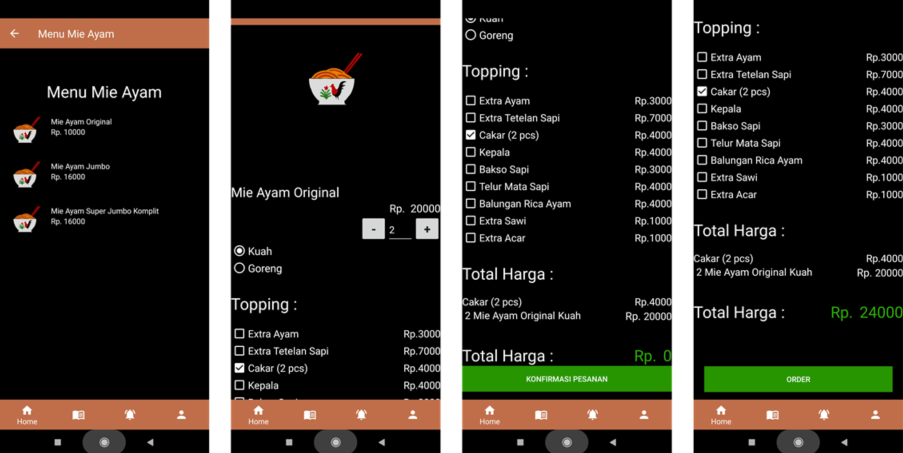 Menu Mie Ayam
Menu Mie Ayam
Mie Ayam Original
Rp. 10000
Mie Ayam Jumbo
Rp. 16000
Mie Ayam Super Jumbo Komplit
Rp. 16000
Home
Mie Ayam Original
Rp. 20000
- 2 +
Kuah
Goreng
Topping :
Extra Ayam Rp.3000
Extra Tetelan Sapi Rp.7000
Cakar (2 pcs) Rp.4000
Kepala Rp.4000
Home
Kuah
Goreng
Topping :
Extra Ayam Rp.3000
Extra Tetelan Sapi Rp.7000
Cakar (2 pcs) Rp.4000
Kepala Rp.4000
Bakso Sapi Rp.3000
Telur Mata Sapi Rp.4000
Balungan Rica Ayam Rp.4000
Extra Sawi Rp.1000
Extra Acar Rp.1000
Total Harga :
Cakar (2 pcs) Rp.4000
2 Mie Ayam Original Kuah Rp. 20000
Total Harga : Rp. 0
KONFIRMASI PESANAN
Home
Topping :
Extra Ayam Rp.3000
Extra Tetelan Sapi Rp.7000
Cakar (2 pcs) Rp.4000
Kepala Rp.4000
Bakso Sapi Rp.3000
Telur Mata Sapi Rp.4000
Balungan Rica Ayam Rp.4000
Extra Sawi Rp.1000
Extra Acar Rp.1000
Total Harga :
Cakar (2 pcs) Rp.4000
2 Mie Ayam Original Kuah Rp. 20000
Total Harga : Rp. 24000
ORDER
Home